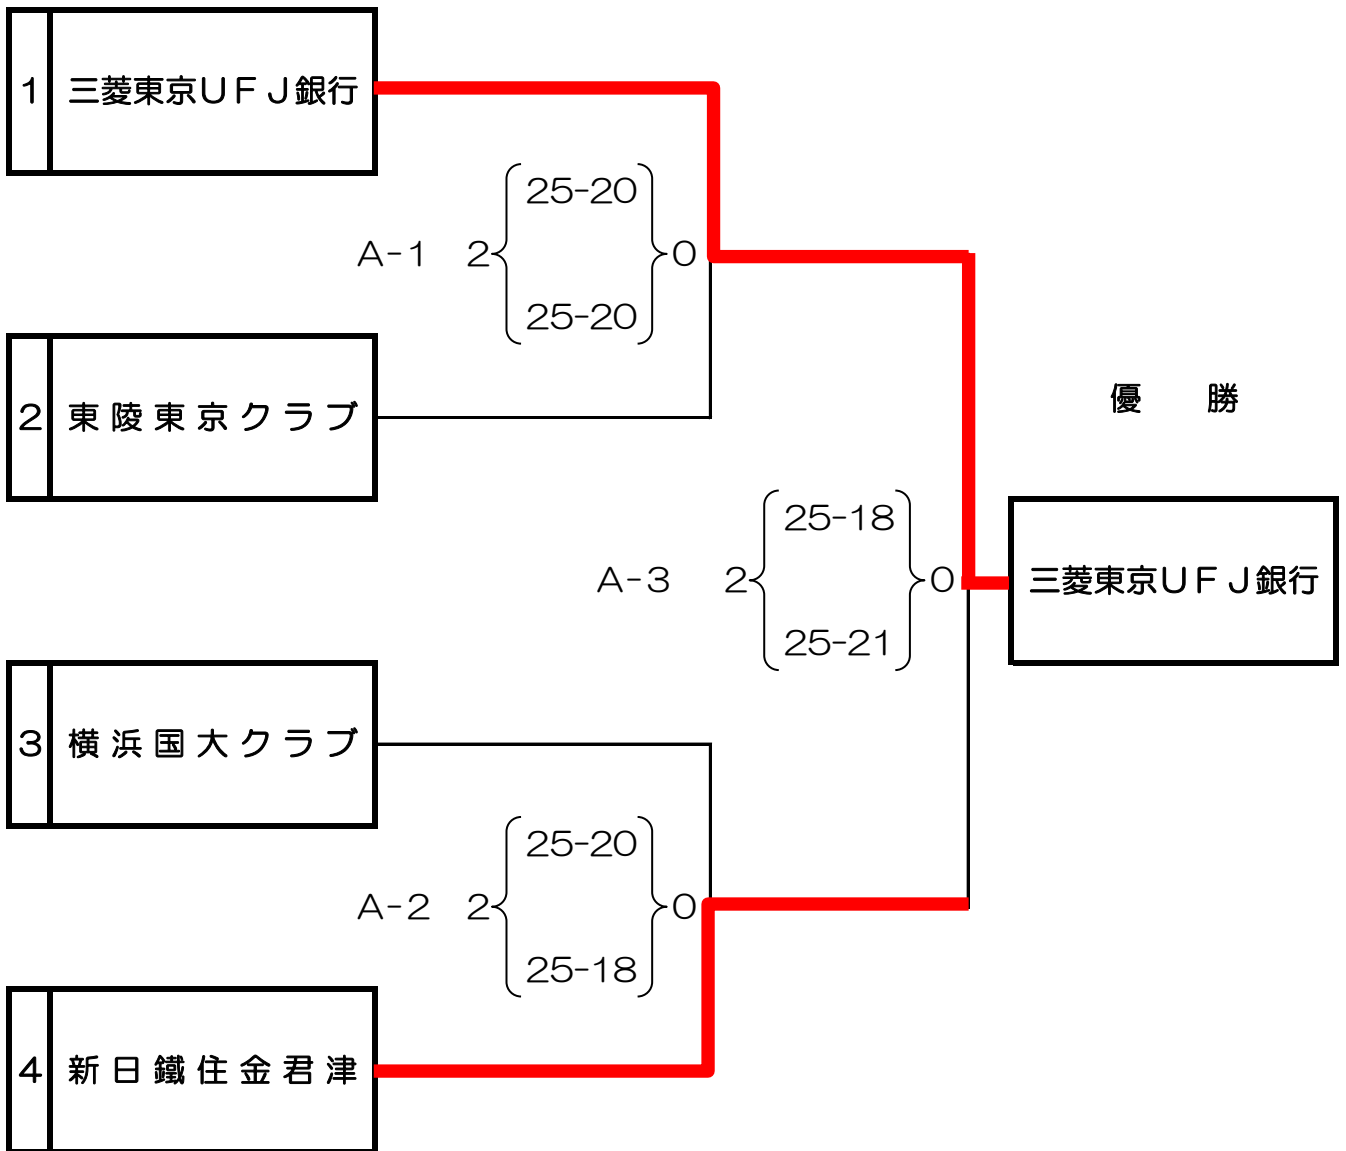 1 三菱東京ＵＦＪ銀行
25-20
A-1 2 0
25-20
2 東陵東京クラブ
優　勝
25-18
A-3 2 0 三菱東京ＵＦＪ銀行
25-21
3 横浜国大クラブ
25-20
A-2 2 0
25-18
4 新日鐵住金君津